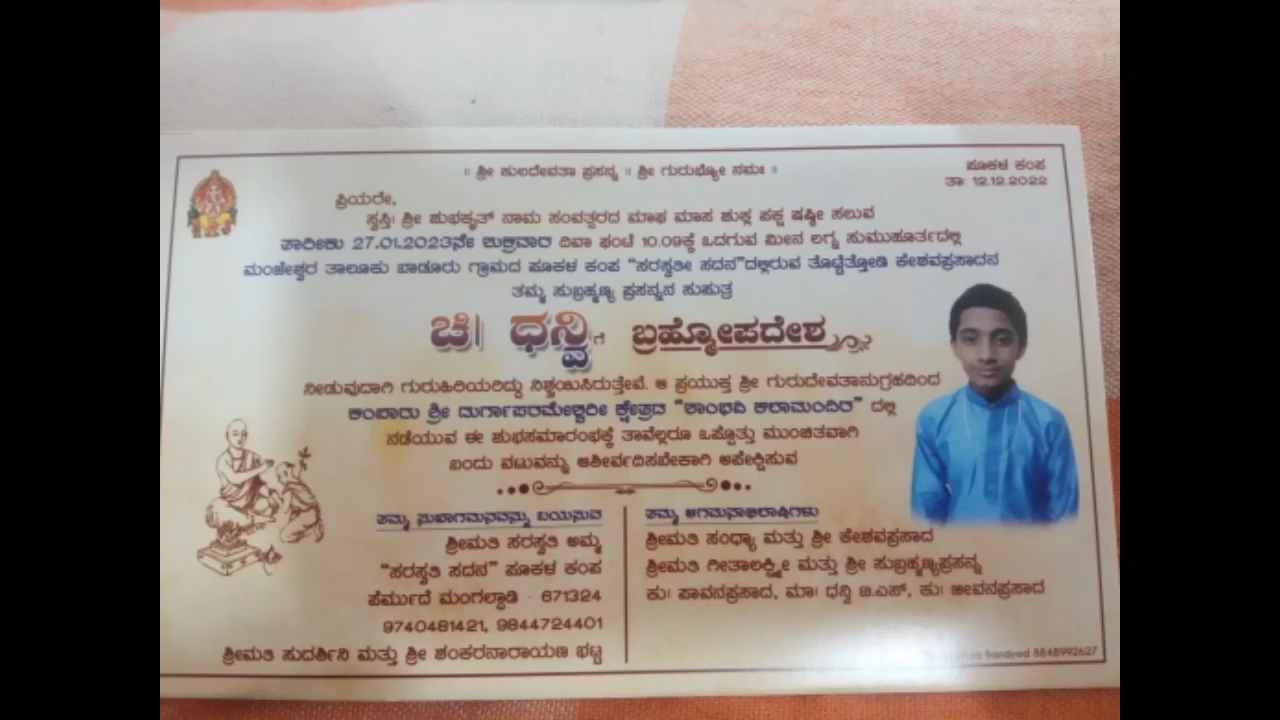 ॥ ಶ್ರೀ ಕುಲದೇವತಾ ಪ್ರಸನ್ನ ॥ ಶ್ರೀ ಗುರುಭ್ಯೋ ನಮಃ ॥
ಪೂಕಳ ಕಂಪ
ತಾ: 12.12.2022
ಪ್ರಿಯರೇ,
ಸ್ವಸ್ತಿ। ಶ್ರೀ ಶುಭಕೃತ್ ನಾಮ ಸಂವತ್ಸರದ ಮಾಘ ಮಾಸ ಶುಕ್ಲ ಪಕ್ಷ ಷಷ್ಠೀ ಸಲುವ
ತಾರೀಕು 27.01.2023ನೇ ಶುಕ್ರವಾರ ದಿವಾ ಘಂಟೆ 10.09ಕ್ಕೆ ಒದಗುವ ಮೀನ ಲಗ್ನ ಸುಮುಹೂರ್ತದಲ್ಲಿ
ಮಂಜೇಶ್ವರ ತಾಲೂಕು ಬಾಡೂರು ಗ್ರಾಮದ ಪೂಕಳ ಕಂಪ "ಸರಸ್ವತೀ ಸದನ"ದಲ್ಲಿರುವ ತೊಟ್ಟೆತ್ತೋಡಿ ಕೇಶವಪ್ರಸಾದನ
ತಮ್ಮ ಸುಬ್ರಹ್ಮಣ್ಯ ಪ್ರಸನ್ನನ ಸುಪುತ್ರ
ಚಿ। ಧನ್ವಿಗೆ ಬ್ರಹ್ಮೋಪದೇಶ
ನೀಡುವುದಾಗಿ ಗುರುಹಿರಿಯರಿದ್ದು ನಿಶ್ಚಯಿಸಿರುತ್ತೇವೆ. ಆ ಪ್ರಯುಕ್ತ ಶ್ರೀ ಗುರುದೇವತಾನುಗ್ರಹದಿಂದ
ಕಿಂಬಾರು ಶ್ರೀ ದುರ್ಗಾಪರಮೇಶ್ವರೀ ಕ್ಷೇತ್ರದ "ಶಾಂಭವಿ ಕಲಾಮಂದಿರ" ದಲ್ಲಿ
ನಡೆಯುವ ಈ ಶುಭಸಮಾರಂಭಕ್ಕೆ ತಾವೆಲ್ಲರೂ ಒಪ್ಪೊತ್ತು ಮುಂಚಿತವಾಗಿ
ಬಂದು ವಟುವನ್ನು ಆಶೀರ್ವದಿಸಬೇಕಾಗಿ ಅಪೇಕ್ಷಿಸುವ
ತಮ್ಮ ಸುಖಾಗಮನವನ್ನು ಬಯಸುವ
ಶ್ರೀಮತಿ ಸರಸ್ವತಿ ಅಮ್ಮ
"ಸರಸ್ವತಿ ಸದನ" ಪೂಕಳ ಕಂಪ
ಪೆರ್ಮುದೆ ಮಂಗಲ್ಪಾಡಿ - 671324
9740481421, 9844724401
ಶ್ರೀಮತಿ ಸುದರ್ಶಿನಿ ಮತ್ತು ಶ್ರೀ ಶಂಕರನಾರಾಯಣ ಭಟ್ಟ
ತಮ್ಮ ಆಗಮನಾಭಿಲಾಷಿಗಳು
ಶ್ರೀಮತಿ ಸಂಧ್ಯಾ ಮತ್ತು ಶ್ರೀ ಕೇಶವಪ್ರಸಾದ
ಶ್ರೀಮತಿ ಗೀತಾಲಕ್ಷ್ಮೀ ಮತ್ತು ಶ್ರೀ ಸುಬ್ರಹ್ಮಣ್ಯಪ್ರಸನ್ನ
ಕು। ಪಾವನಪ್ರಸಾದ, ಮಾ। ಧನ್ವಿ ಟಿ.ಎಸ್, ಕು। ಜೀವನಪ್ರಸಾದ
Bandyod 8848992627